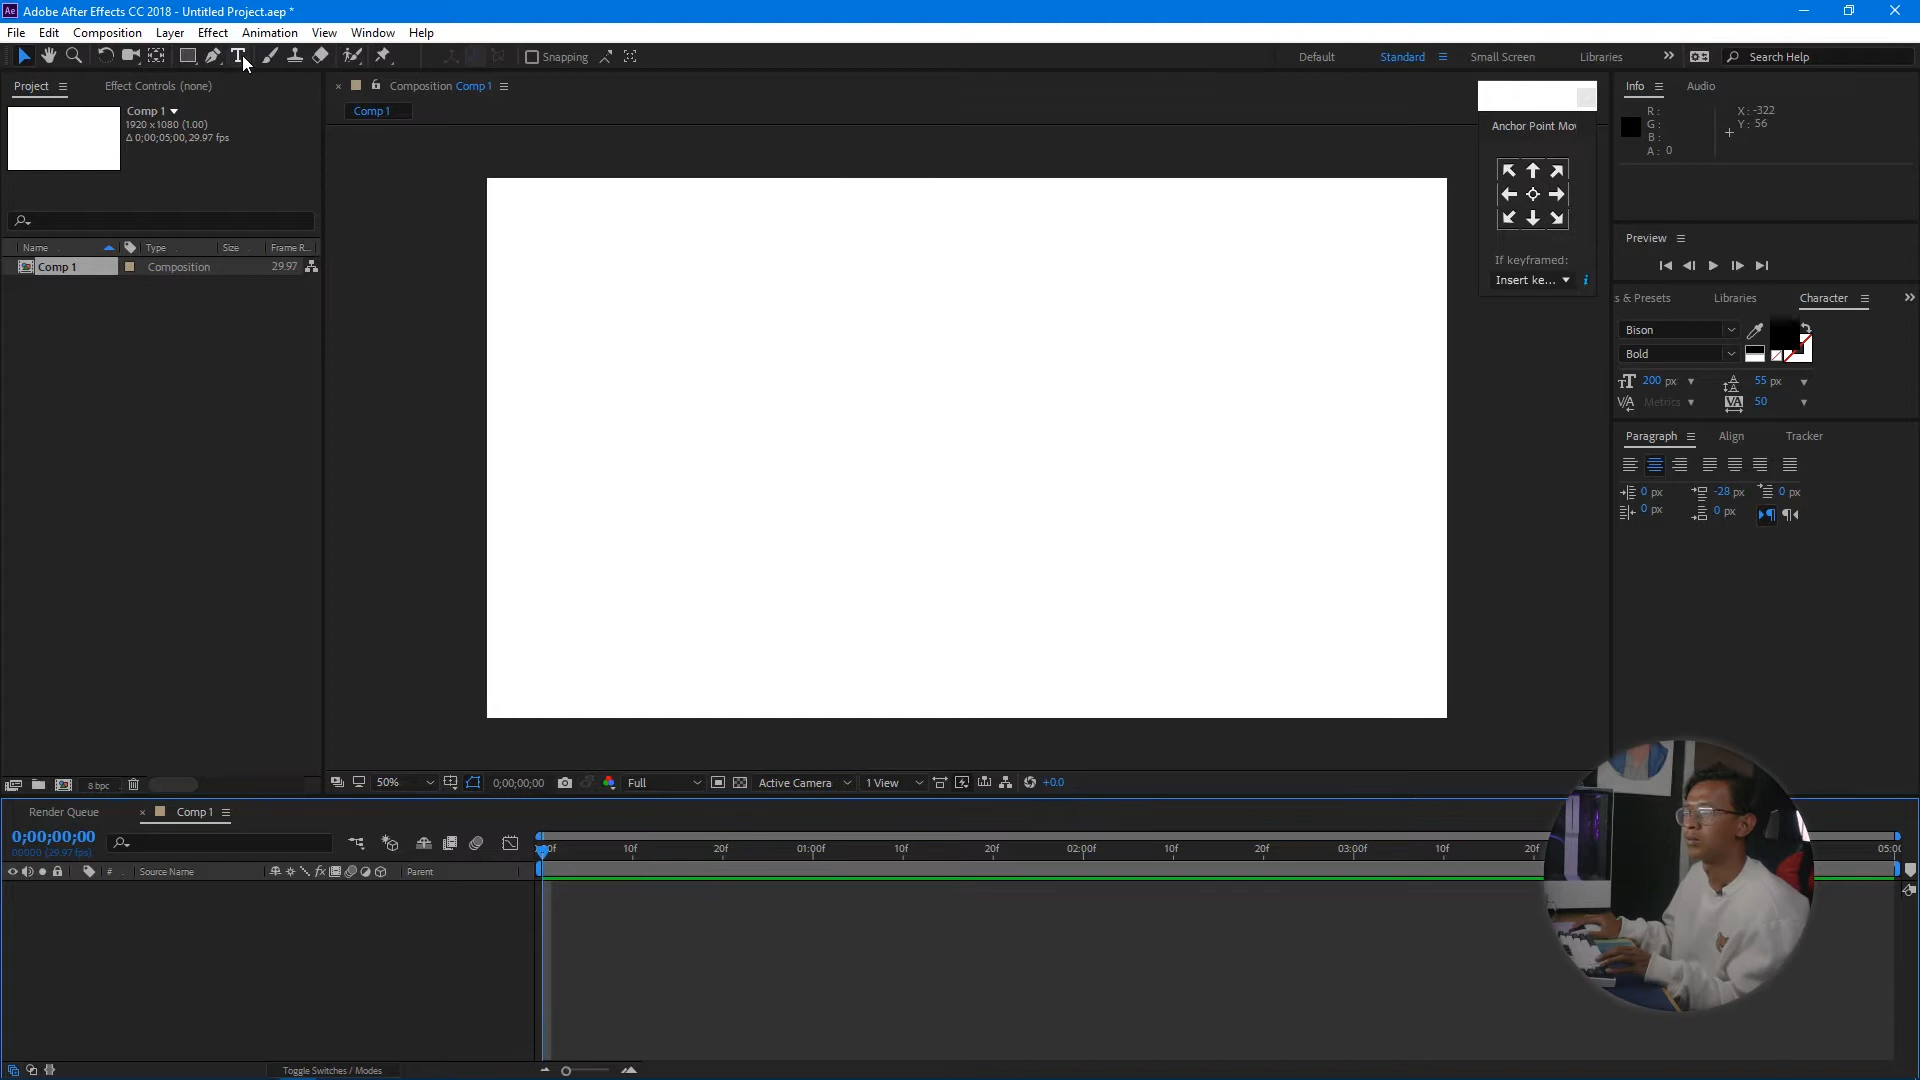 Adobe After Effects CC 2018 - Untitled Project.aep *
File Edit Composition Layer Effect Animation View Window Help
Snapping
Default Standard Small Screen Libraries
Search Help
Project Effect Controls (none)
Comp 1
1920 x 1080 (1.00)
Δ 0;00;05;00, 29.97 fps
Name Type Size Frame R...
Comp 1 Composition 29.97
8 bpc
Composition Comp 1
Comp 1
Anchor Point Mov
If keyframed:
Insert ke...
50% 0;00;00;00 Full Active Camera 1 View +0.0
Info Audio
R :
G :
B :
A : 0
X : -322
Y : 56
Preview
s & Presets Libraries Character
Bison
Bold
200 px 55 px
Metrics 50
Paragraph Align Tracker
0 px -28 px 0 px
0 px 0 px
Render Queue Comp 1
0;00;00;00
00000 (29.97 fps)
# Source Name fx Parent
:00f 10f 20f 01:00f 10f 20f 02:00f 10f 20f 03:00f 10f 20f 05:00
Toggle Switches / Modes